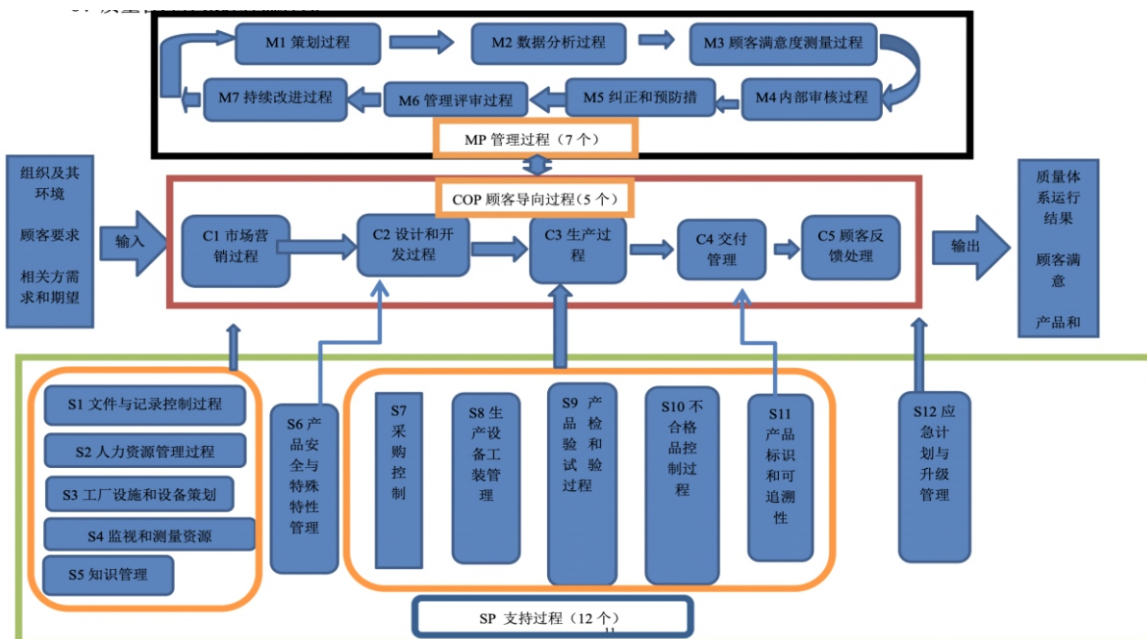 M1 策划过程
M2 数据分析过程
M3 顾客满意度测量过程
M7 持续改进过程
M6 管理评审过程
M5 纠正和预防措
M4 内部审核过程
MP 管理过程（7 个）
组织及其
环境
顾客要求
相关方需
求和期望
输入
COP 顾客导向过程（5 个）
C1 市场营
销过程
C2 设计和开
发过程
C3 生产过
程
C4 交付
管理
C5 顾客反
馈处理
输出
质量体
系运行
结果
顾客满
意
产品和
S1 文件与记录控制过程
S2 人力资源管理过程
S3 工厂设施和设备策划
S4 监视和测量资源
S5 知识管理
S6 产
品安
全与
特殊
特性
管理
S7
采
购
控
制
S8 生
产设
备工
装管
理
S9 产
品 检
验 和
试 验
过程
S10 不
合格
品控
制过
程
S11
产品
标识
和可
追溯
性
S12 应
急计
划与
升级
管理
SP 支持过程（12 个）
11